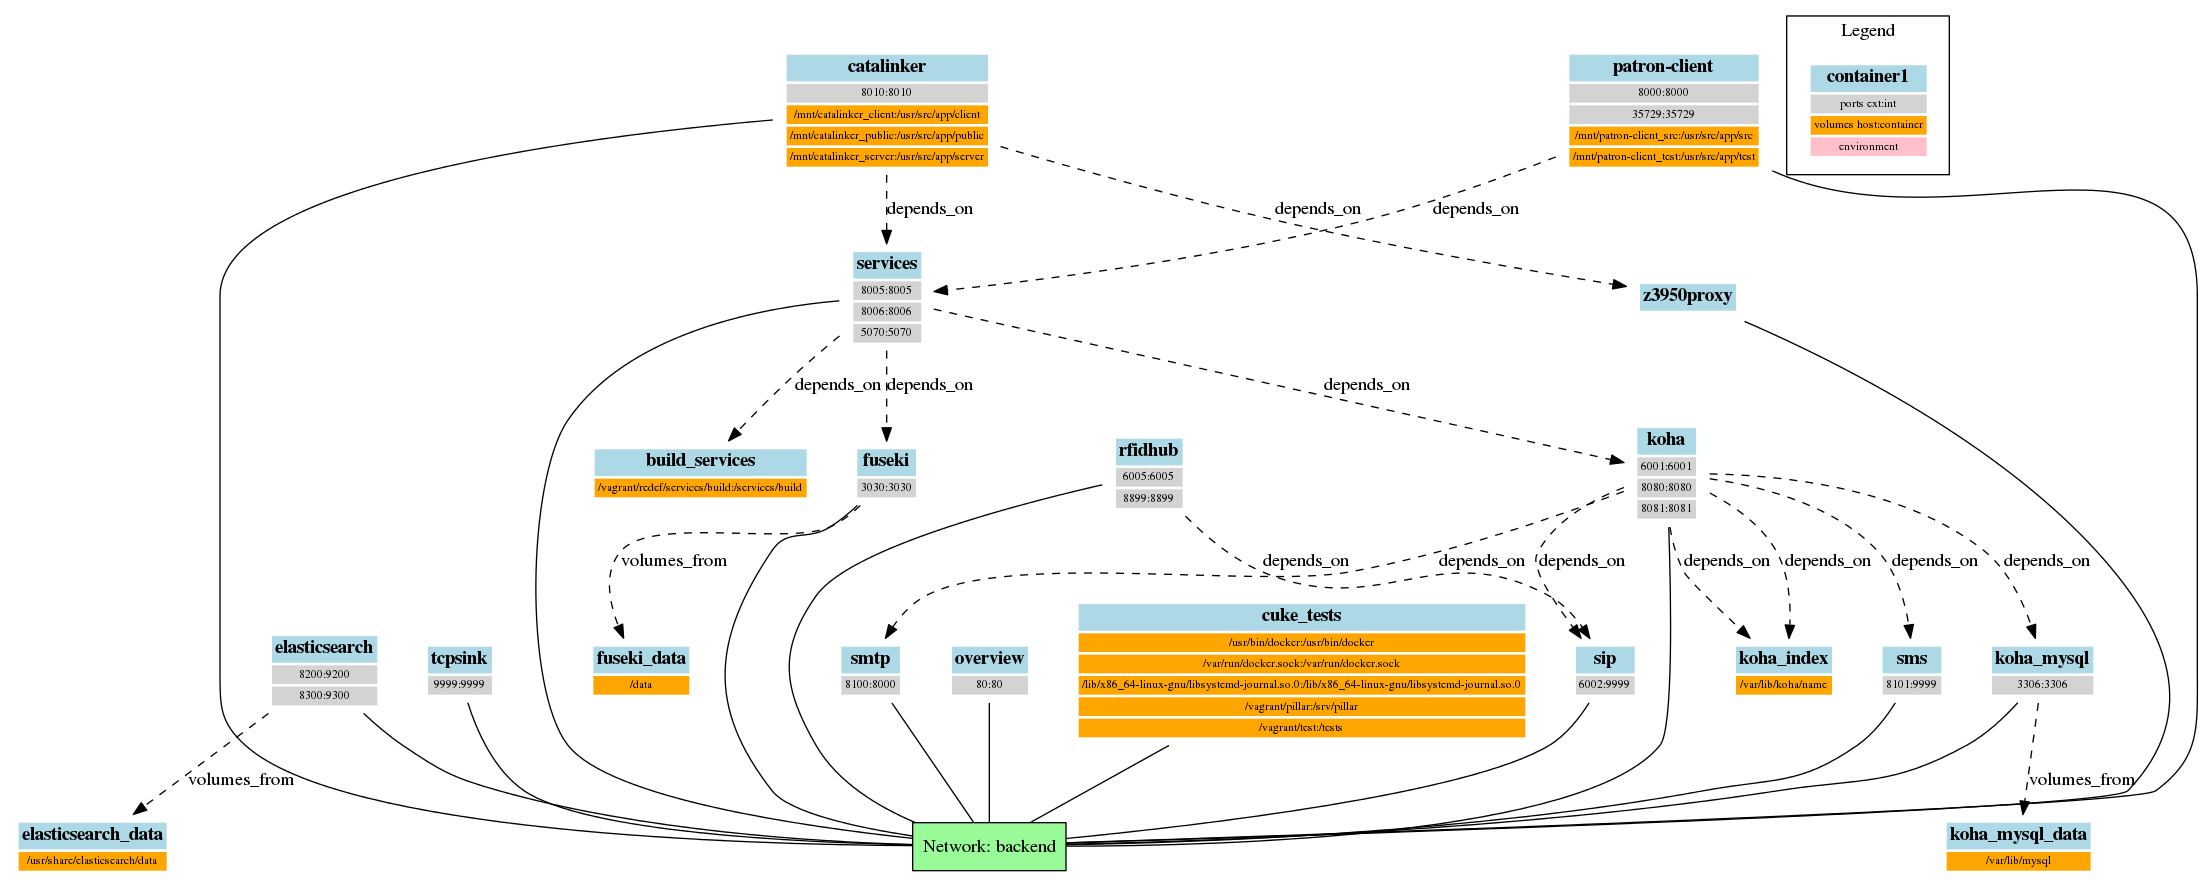 Legend
container1
ports ext:int
volumes host:container
environment
catalinker
8010:8010
/mnt/catalinker_client:/usr/src/app/client
/mnt/catalinker_public:/usr/src/app/public
/mnt/catalinker_server:/usr/src/app/server
patron-client
8000:8000
35729:35729
/mnt/patron-client_src:/usr/src/app/src
/mnt/patron-client_test:/usr/src/app/test
depends_on
depends_on
depends_on
services
8005:8005
8006:8006
5070:5070
z3950proxy
depends_on
depends_on
depends_on
build_services
/vagrant/redef/services/build:/services/build
fuseki
3030:3030
rfidhub
6005:6005
8899:8899
koha
6001:6001
8080:8080
8081:8081
volumes_from
depends_on
depends_on
depends_on
depends_on
depends_on
depends_on
depends_on
elasticsearch
8200:9200
8300:9300
tcpsink
9999:9999
fuseki_data
/data
smtp
8100:8000
overview
80:80
cuke_tests
/usr/bin/docker:/usr/bin/docker
/var/run/docker.sock:/var/run/docker.sock
/lib/x86_64-linux-gnu/libsystemd-journal.so.0:/lib/x86_64-linux-gnu/libsystemd-journal.so.0
/vagrant/pillar:/srv/pillar
/vagrant/test:/tests
sip
6002:9999
koha_index
/var/lib/koha/name
sms
8101:9999
koha_mysql
3306:3306
volumes_from
volumes_from
elasticsearch_data
/usr/share/elasticsearch/data
Network: backend
koha_mysql_data
/var/lib/mysql